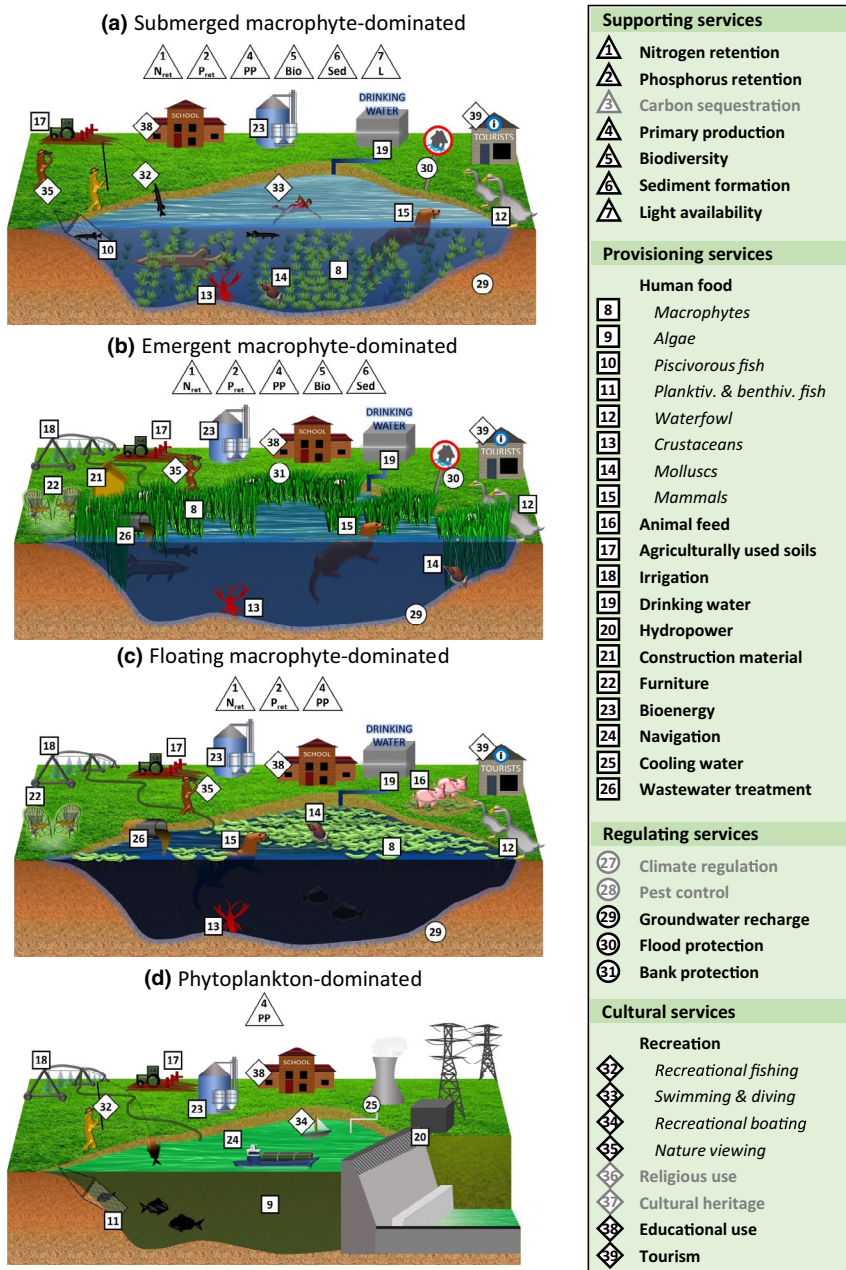 (a) Submerged macrophyte-dominated
1 N_ret 2 P_ret 4 PP 5 Bio 6 Sed 7 L
17
38
SCHOOL
23
DRINKING WATER
19
39
i
TOURISTS
30
35
32
33
15
12
10
13
14
8
29
(b) Emergent macrophyte-dominated
1 N_ret 2 P_ret 4 PP 5 Bio 6 Sed
18
17
23
38
SCHOOL
DRINKING WATER
19
39
i
TOURISTS
30
22
21
35
31
8
26
15
12
14
13
29
(c) Floating macrophyte-dominated
1 N_ret 2 P_ret 4 PP
18
17
23
38
SCHOOL
DRINKING WATER
19
16
39
i
TOURISTS
22
35
26
15
14
8
12
13
29
(d) Phytoplankton-dominated
4 PP
18
17
23
38
SCHOOL
25
20
32
34
24
11
9
Supporting services
1 Nitrogen retention
2 Phosphorus retention
3 Carbon sequestration
4 Primary production
5 Biodiversity
6 Sediment formation
7 Light availability
Provisioning services
Human food
8 Macrophytes
9 Algae
10 Piscivorous fish
11 Planktiv. & benthiv. fish
12 Waterfowl
13 Crustaceans
14 Molluscs
15 Mammals
16 Animal feed
17 Agriculturally used soils
18 Irrigation
19 Drinking water
20 Hydropower
21 Construction material
22 Furniture
23 Bioenergy
24 Navigation
25 Cooling water
26 Wastewater treatment
Regulating services
27 Climate regulation
28 Pest control
29 Groundwater recharge
30 Flood protection
31 Bank protection
Cultural services
Recreation
32 Recreational fishing
33 Swimming & diving
34 Recreational boating
35 Nature viewing
36 Religious use
37 Cultural heritage
38 Educational use
39 Tourism